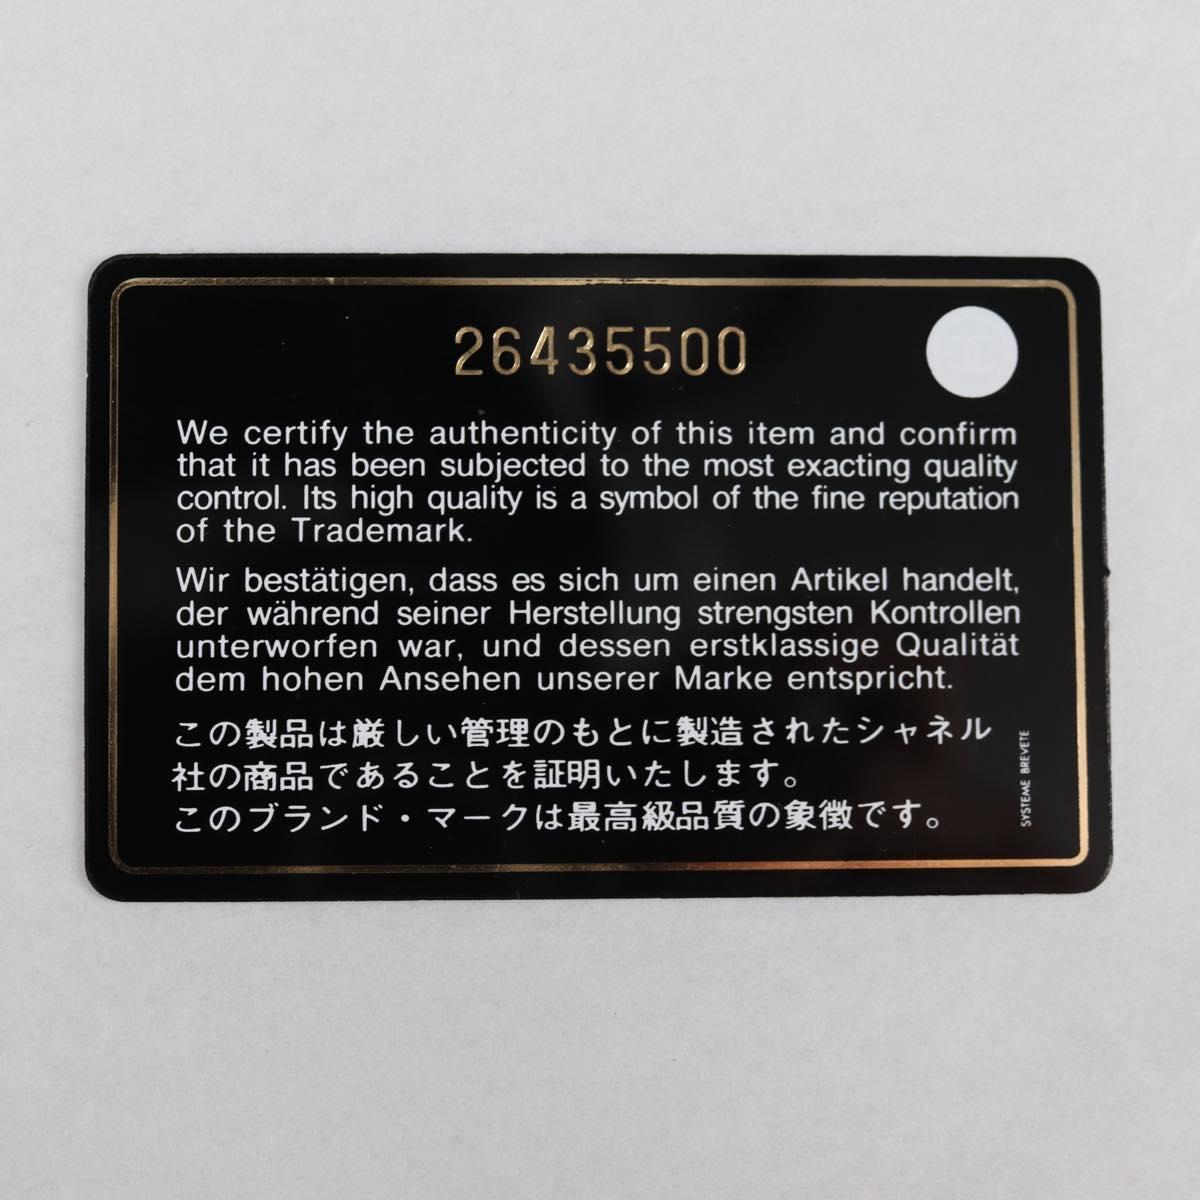 26435500
We certify the authenticity of this item and confirm
that it has been subjected to the most exacting quality
control. Its high quality is a symbol of the fine reputation
of the Trademark.
Wir bestätigen, dass es sich um einen Artikel handelt,
der während seiner Herstellung strengsten Kontrollen
unterworfen war, und dessen erstklassige Qualität
dem hohen Ansehen unserer Marke entspricht.
この製品は厳しい管理のもとに製造されたシャネル
社の商品であることを証明いたします。
このブランド・マークは最高級品質の象徴です。
SYSTEME BREVETE